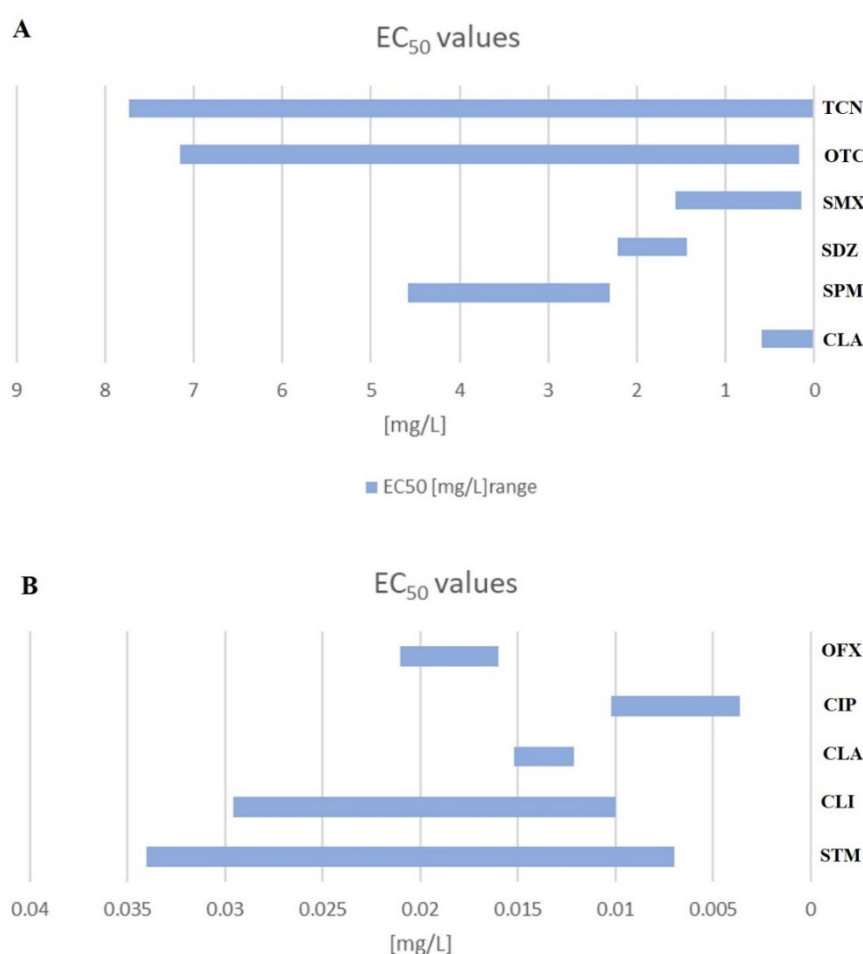 A
EC50 values
TCN
OTC
SMX
SDZ
SPM
CLA
9 8 7 6 5 4 3 2 1 0
[mg/L]
EC50 [mg/L]range
B
EC50 values
OFX
CIP
CLA
CLI
STM
0.04 0.035 0.03 0.025 0.02 0.015 0.01 0.005 0
[mg/L]